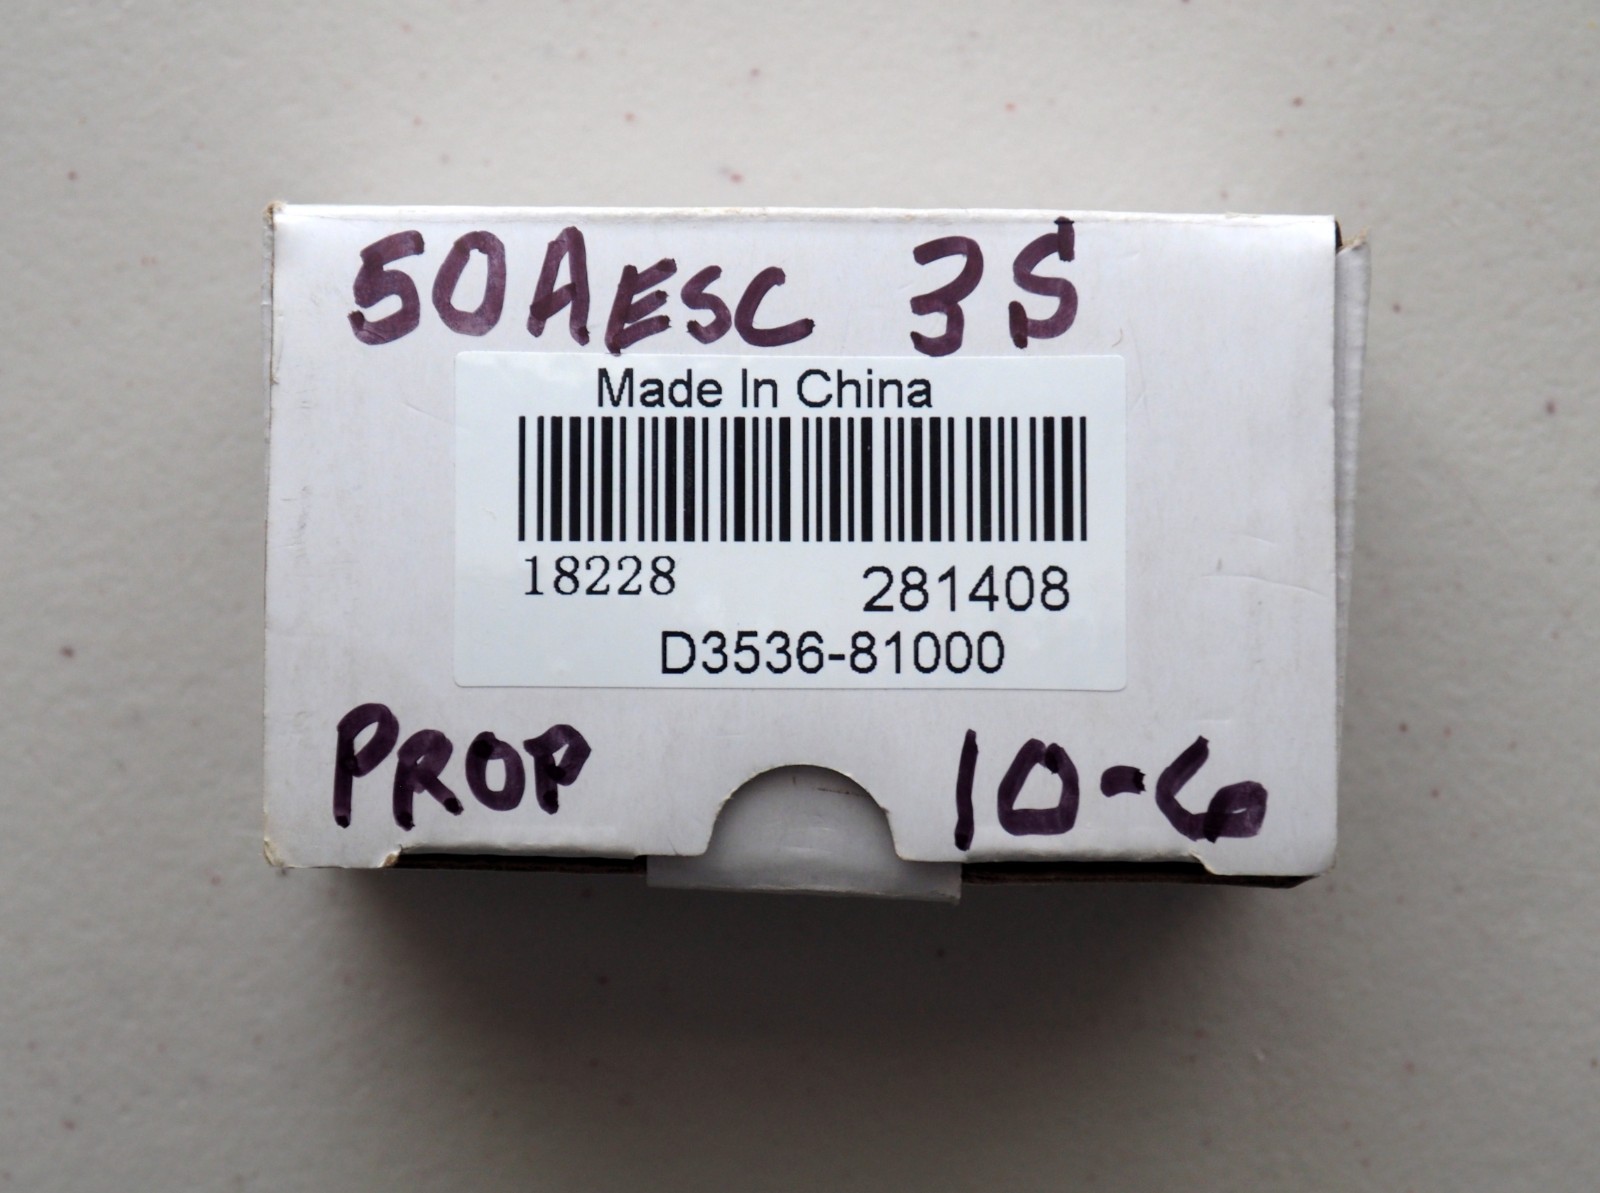 50A ESC 3S
Made In China
18228 281408
D3536-81000
PROP 10-6